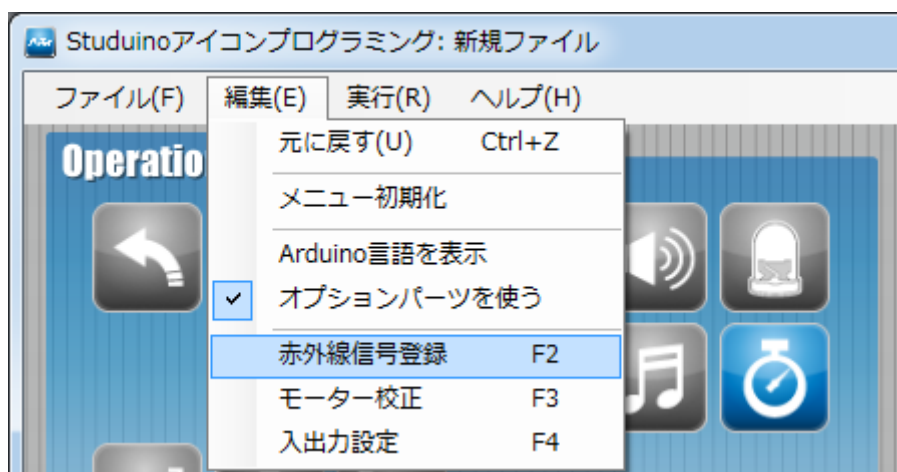 Studuinoアイコンプログラミング: 新規ファイル
ファイル(F) 編集(E) 実行(R) ヘルプ(H)
元に戻す(U) Ctrl+Z
Operatio
メニュー初期化
Arduino言語を表示
オプションパーツを使う
赤外線信号登録 F2
モーター校正 F3
入出力設定 F4